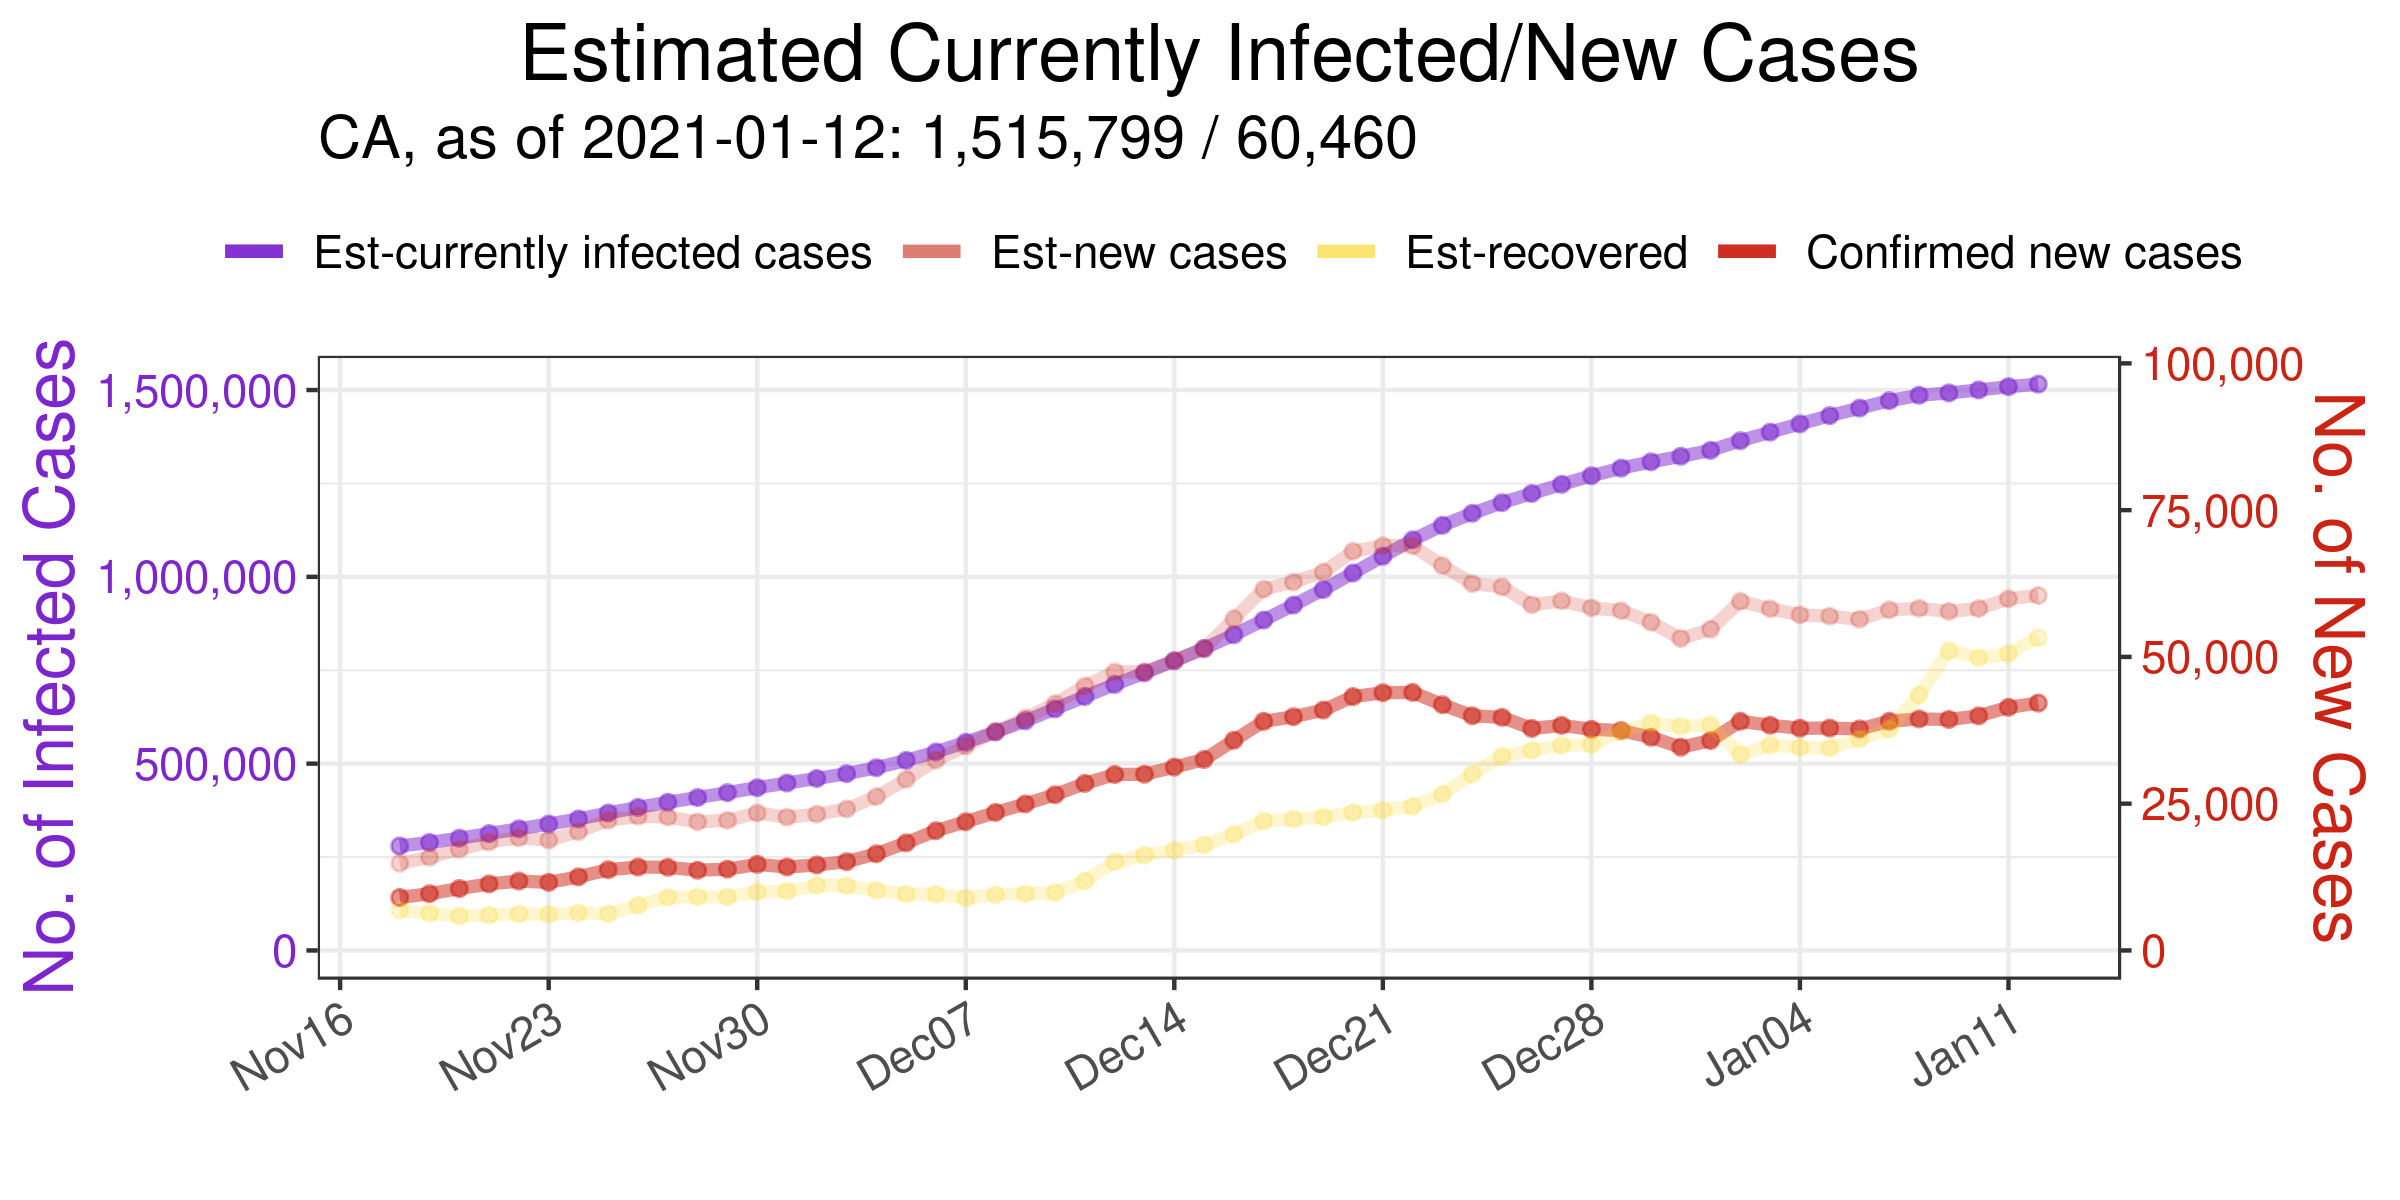 Estimated Currently Infected/New Cases
CA, as of 2021-01-12: 1,515,799 / 60,460
Est-currently infected cases Est-new cases Est-recovered Confirmed new cases
No. of Infected Cases
1,500,000
1,000,000
500,000
0
100,000
75,000
50,000
25,000
0
No. of New Cases
Nov16 Nov23 Nov30 Dec07 Dec14 Dec21 Dec28 Jan04 Jan11